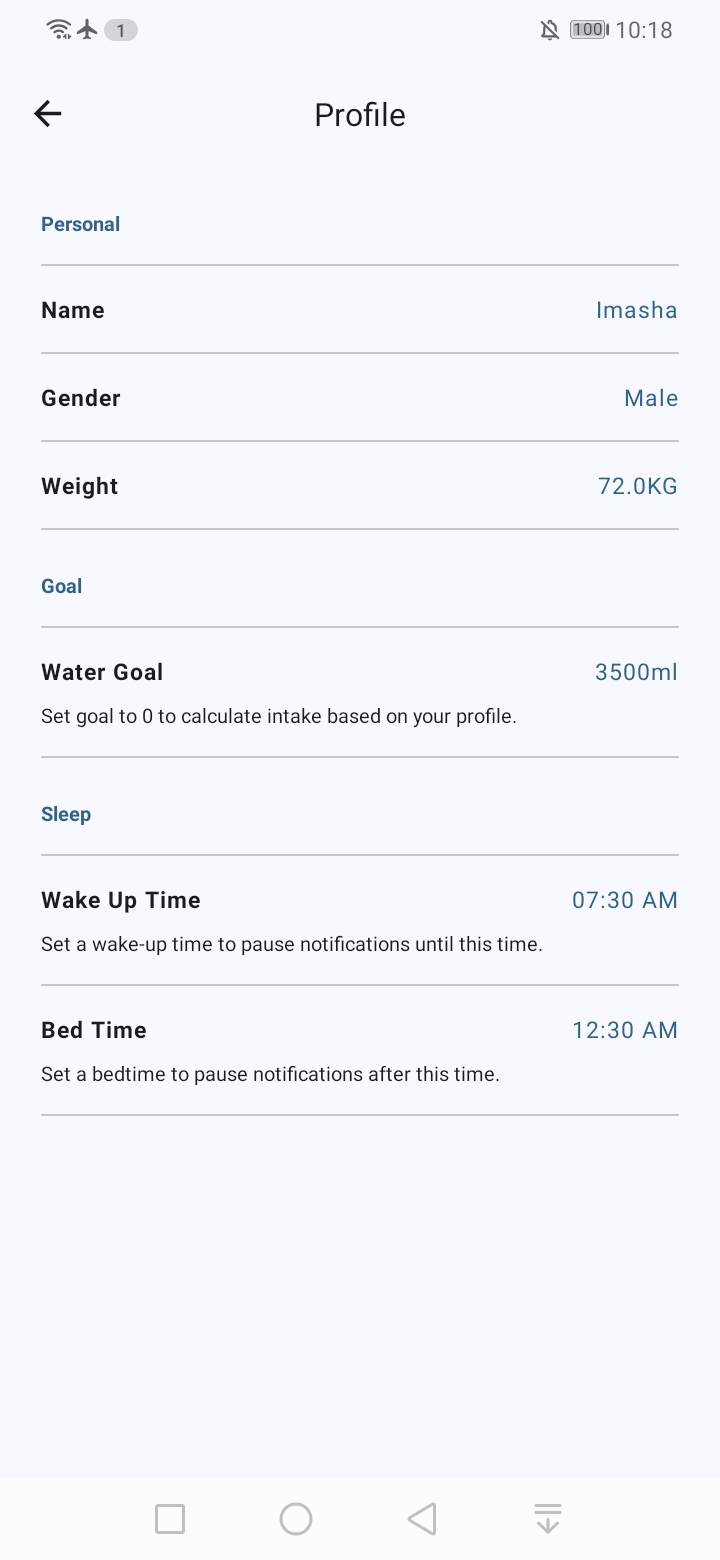 1 100 10:18
Profile
Personal
Name Imasha
Gender Male
Weight 72.0KG
Goal
Water Goal 3500ml
Set goal to 0 to calculate intake based on your profile.
Sleep
Wake Up Time 07:30 AM
Set a wake-up time to pause notifications until this time.
Bed Time 12:30 AM
Set a bedtime to pause notifications after this time.